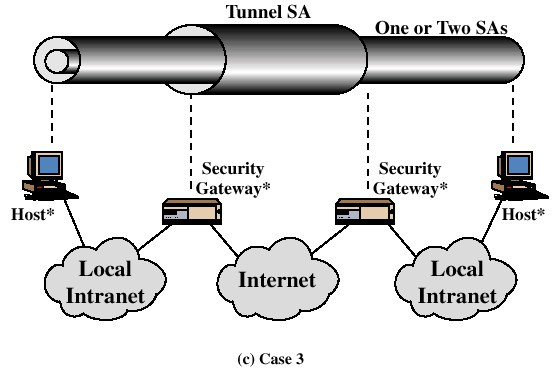 Tunnel SA
One or Two SAs
Security
Gateway*
Security
Gateway*
Host*
Host*
Local
Intranet
Internet
Local
Intranet
(c) Case 3